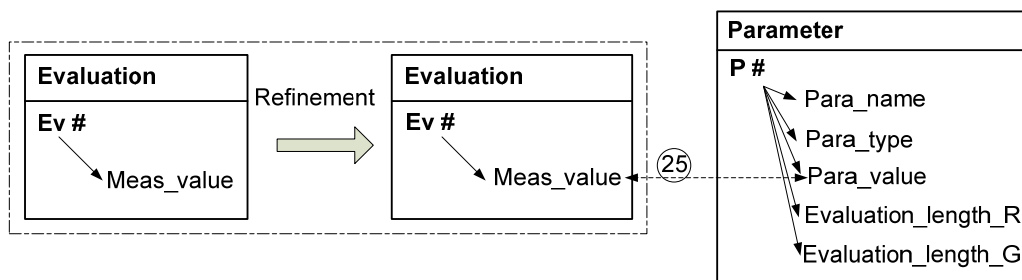 Evaluation
Ev #
Meas_value
Refinement
Evaluation
Ev #
Meas_value
25
Parameter
P #
Para_name
Para_type
Para_value
Evaluation_length_R
Evaluation_length_G